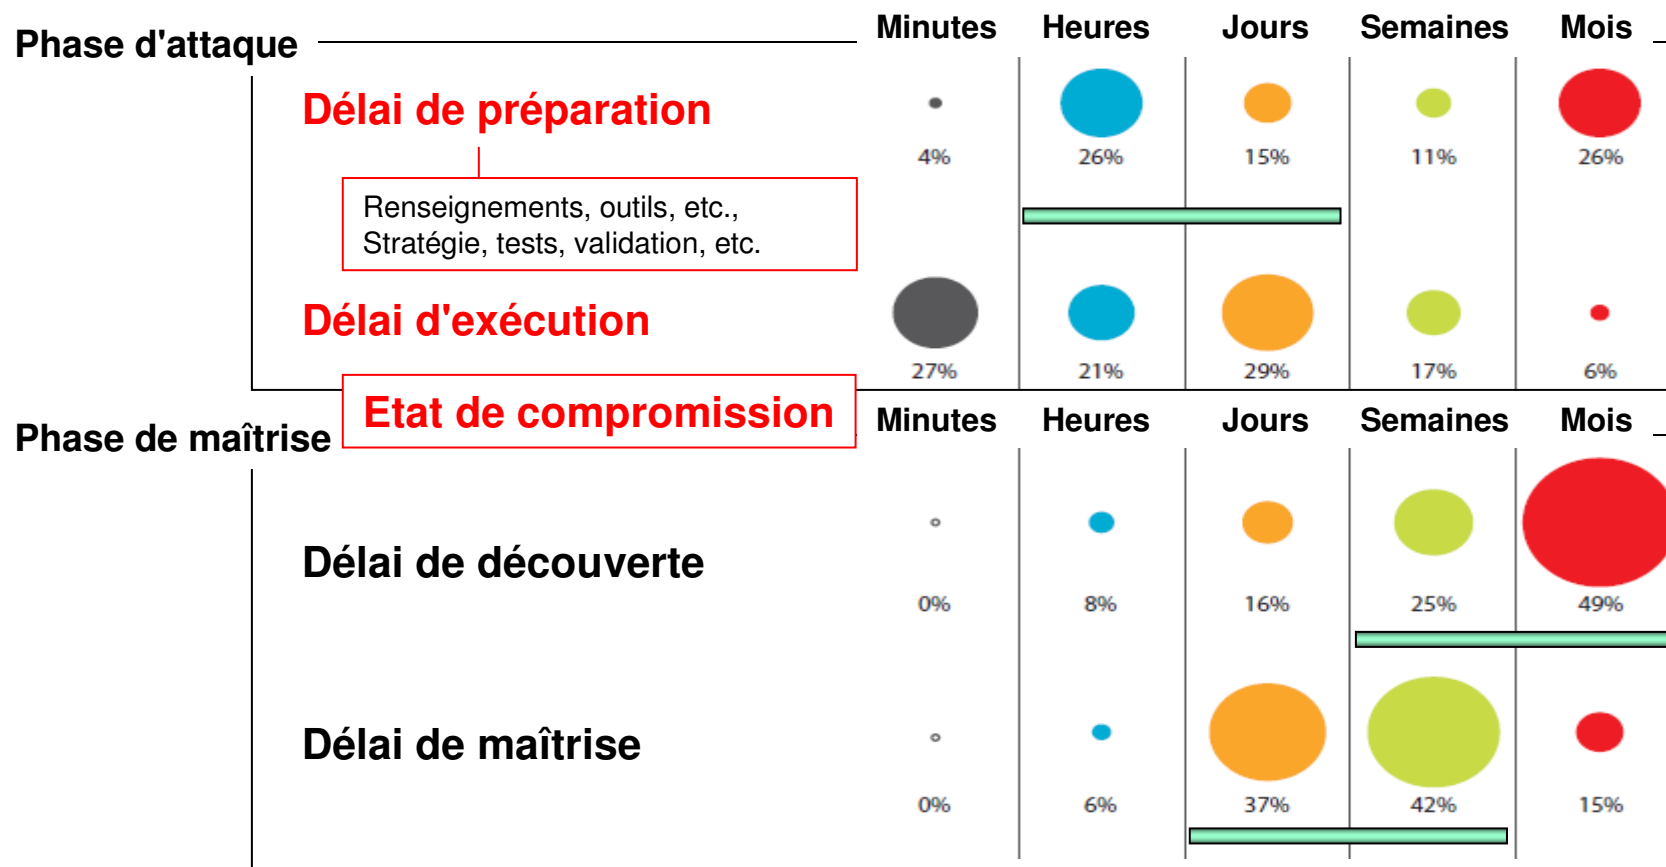 Minutes Heures Jours Semaines Mois
Phase d'attaque
Délai de préparation
4% 26% 15% 11% 26%
Renseignements, outils, etc.,
Stratégie, tests, validation, etc.
Délai d'exécution
27% 21% 29% 17% 6%
Etat de compromission
Minutes Heures Jours Semaines Mois
Phase de maîtrise
Délai de découverte
0% 8% 16% 25% 49%
Délai de maîtrise
0% 6% 37% 42% 15%